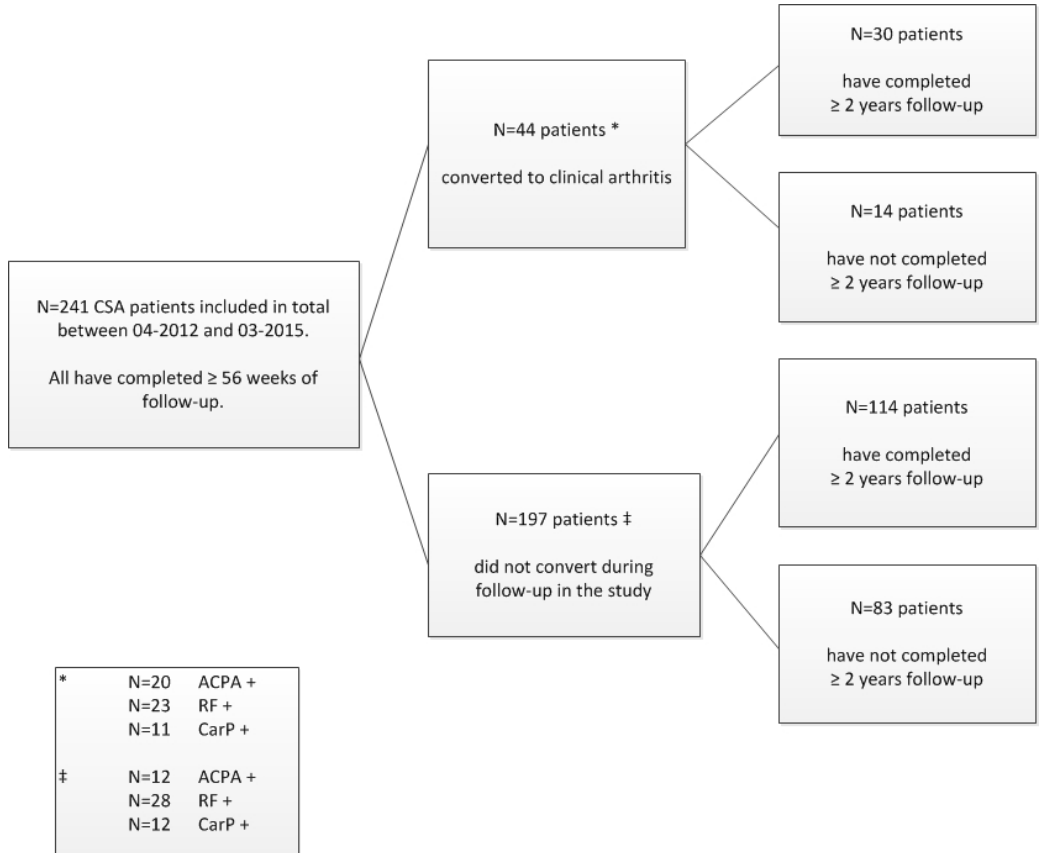 N=241 CSA patients included in total
between 04-2012 and 03-2015.
All have completed ≥ 56 weeks of
follow-up.
N=44 patients *
converted to clinical arthritis
N=30 patients
have completed
≥ 2 years follow-up
N=14 patients
have not completed
≥ 2 years follow-up
N=197 patients ‡
did not convert during
follow-up in the study
N=114 patients
have completed
≥ 2 years follow-up
N=83 patients
have not completed
≥ 2 years follow-up
* N=20 ACPA +
N=23 RF +
N=11 CarP +
‡ N=12 ACPA +
N=28 RF +
N=12 CarP +